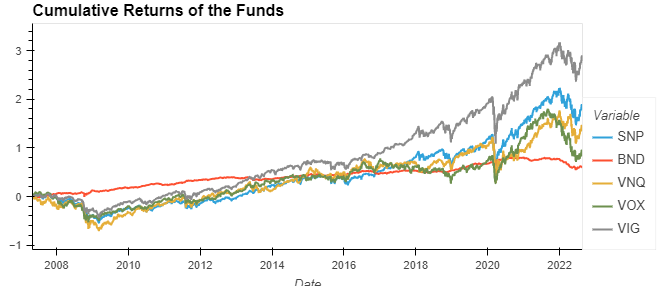 Cumulative Returns of the Funds
3
2
1
0
−1
2008 2010 2012 2014 2016 2018 2020 2022
Date
Variable
SNP
BND
VNQ
VOX
VIG